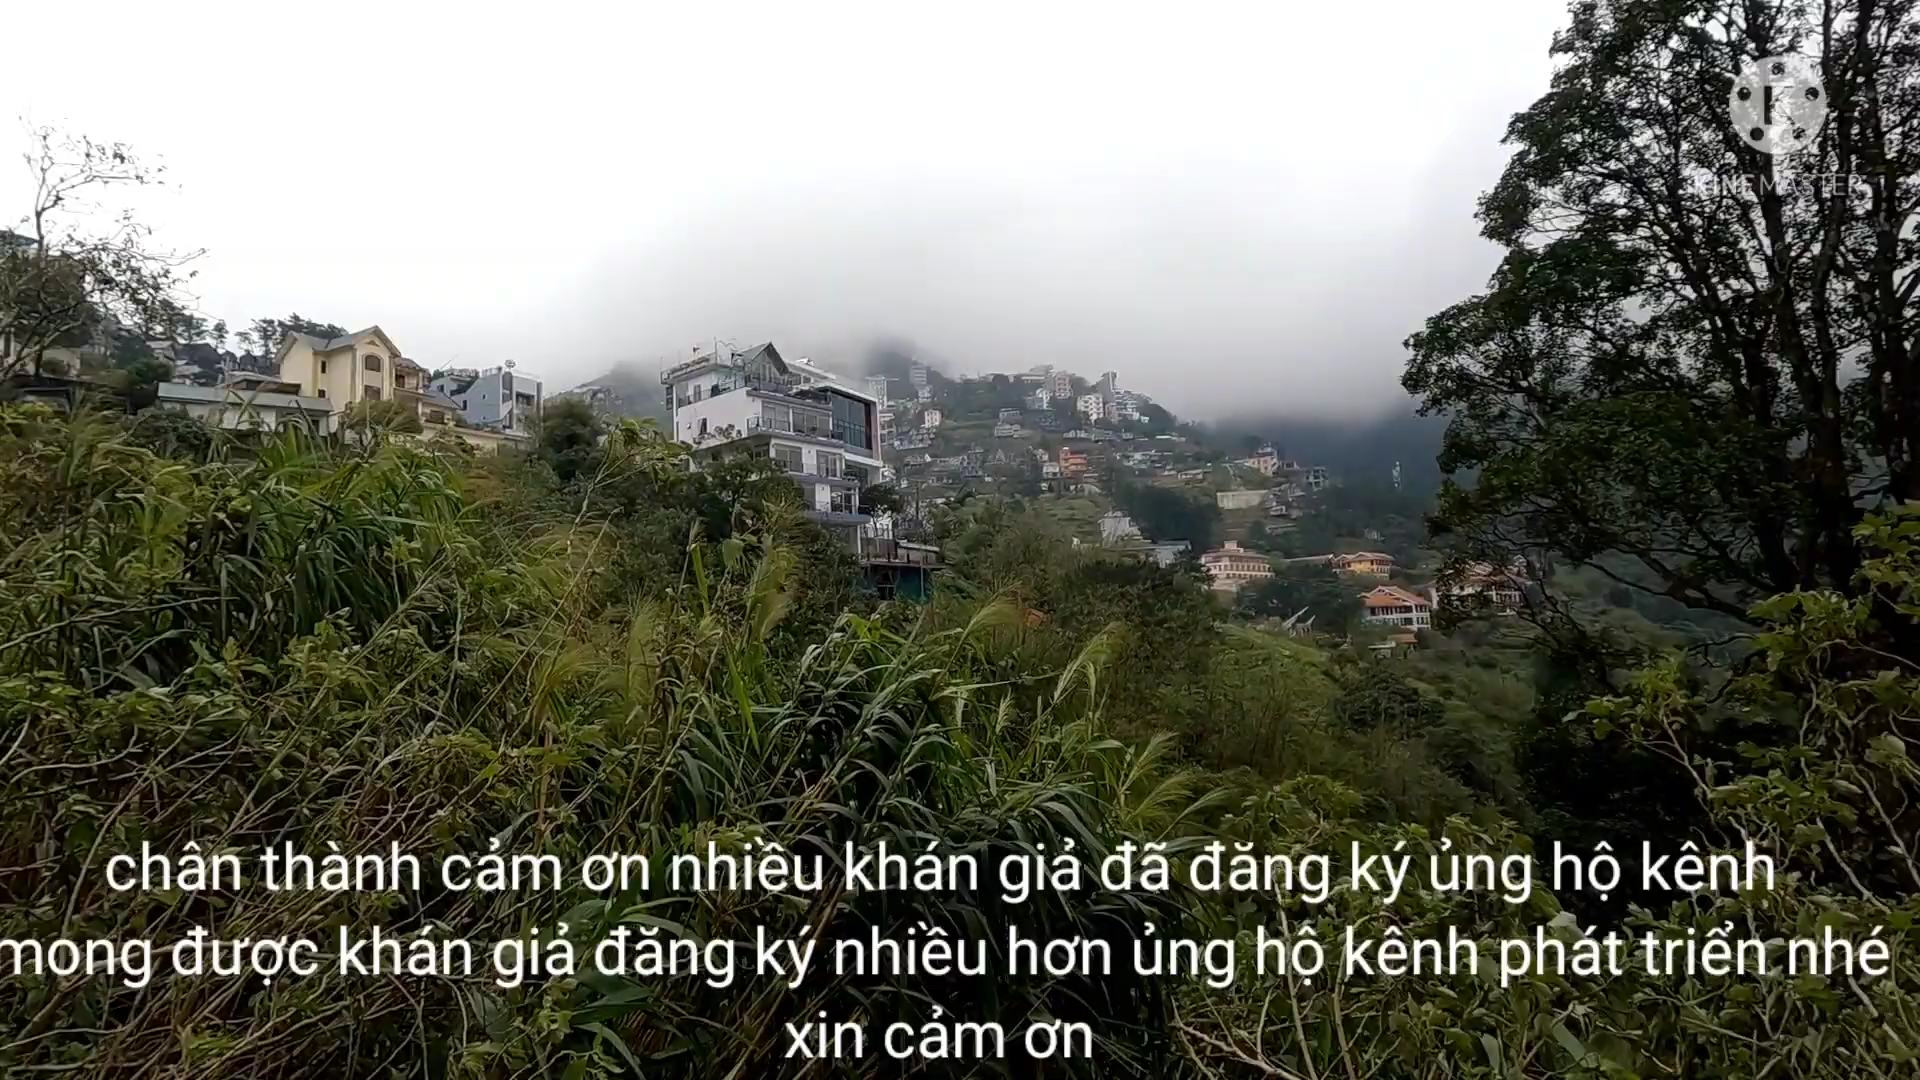 KINEMASTER
chân thành cảm ơn nhiều khán giả đã đăng ký ủng hộ kênh
mong được khán giả đăng ký nhiều hơn ủng hộ kênh phát triển nhé
xin cảm ơn